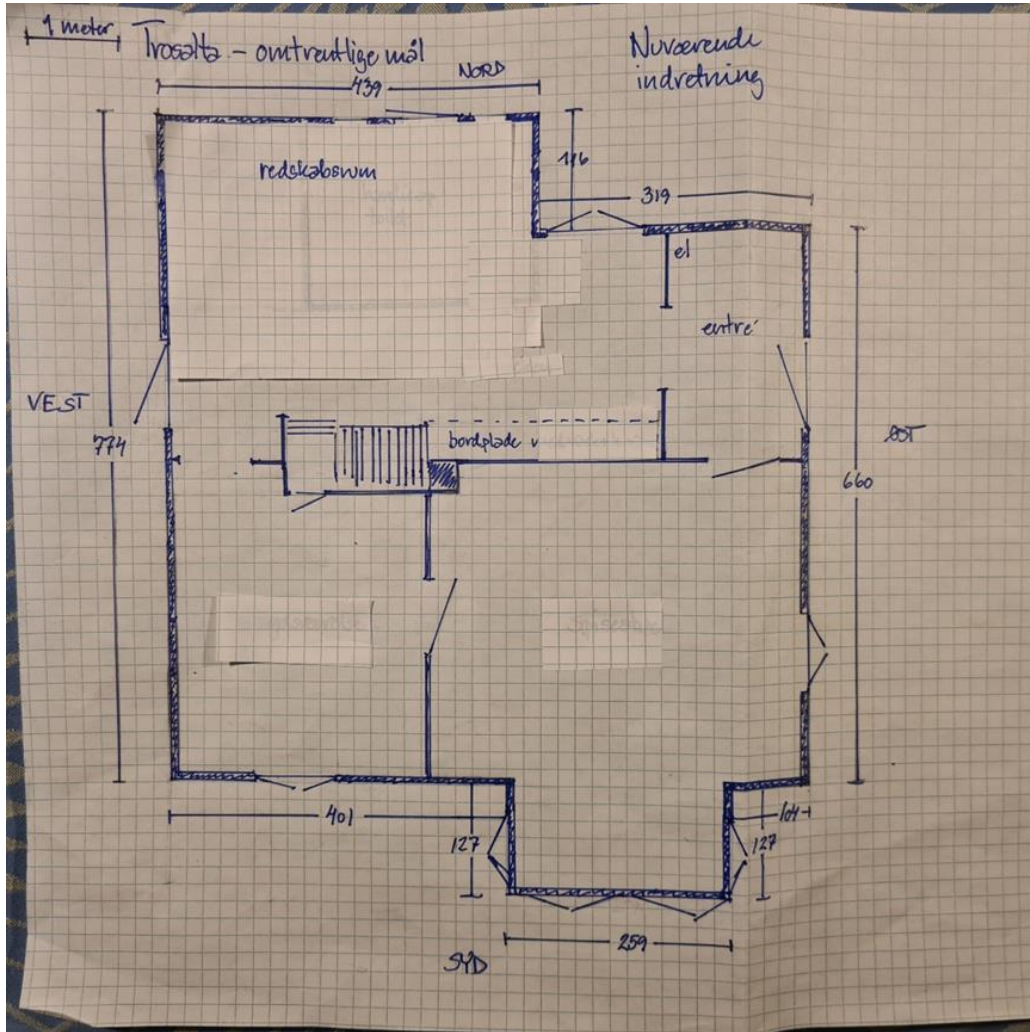 1 meter
Trosalta - omtrentlige mål
Nuværende
indretning
NORD
439
redskabsrum
116
319
el
entré
VEST
774
bordplade v
ØST
660
401
127
104
127
259
SYD